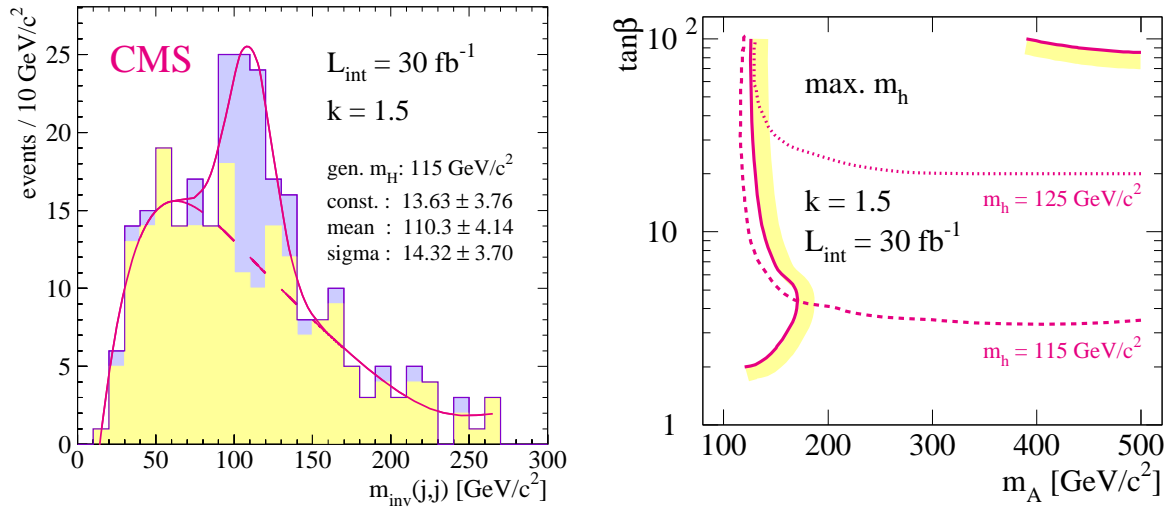 CMS
L_int = 30 fb^-1
k = 1.5
gen. m_H: 115 GeV/c^2
const. : 13.63 ± 3.76
mean : 110.3 ± 4.14
sigma : 14.32 ± 3.70
events / 10 GeV/c^2
25
20
15
10
5
0
0 50 100 150 200 250 300
m_inv(j,j) [GeV/c^2]
tanβ
10^2
10
1
max. m_h
m_h = 125 GeV/c^2
k = 1.5
L_int = 30 fb^-1
m_h = 115 GeV/c^2
100 200 300 400 500
m_A [GeV/c^2]